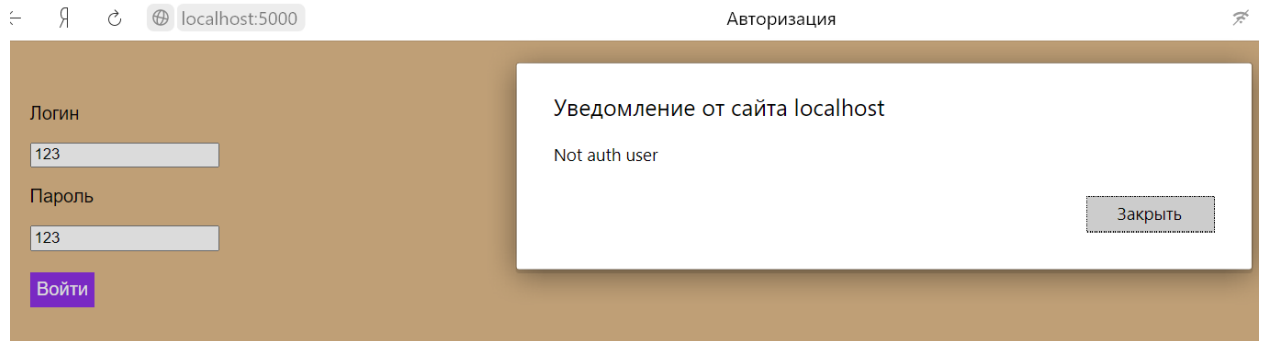 Я localhost:5000 Авторизация
Логин
123
Пароль
123
Войти
Уведомление от сайта localhost
Not auth user
Закрыть